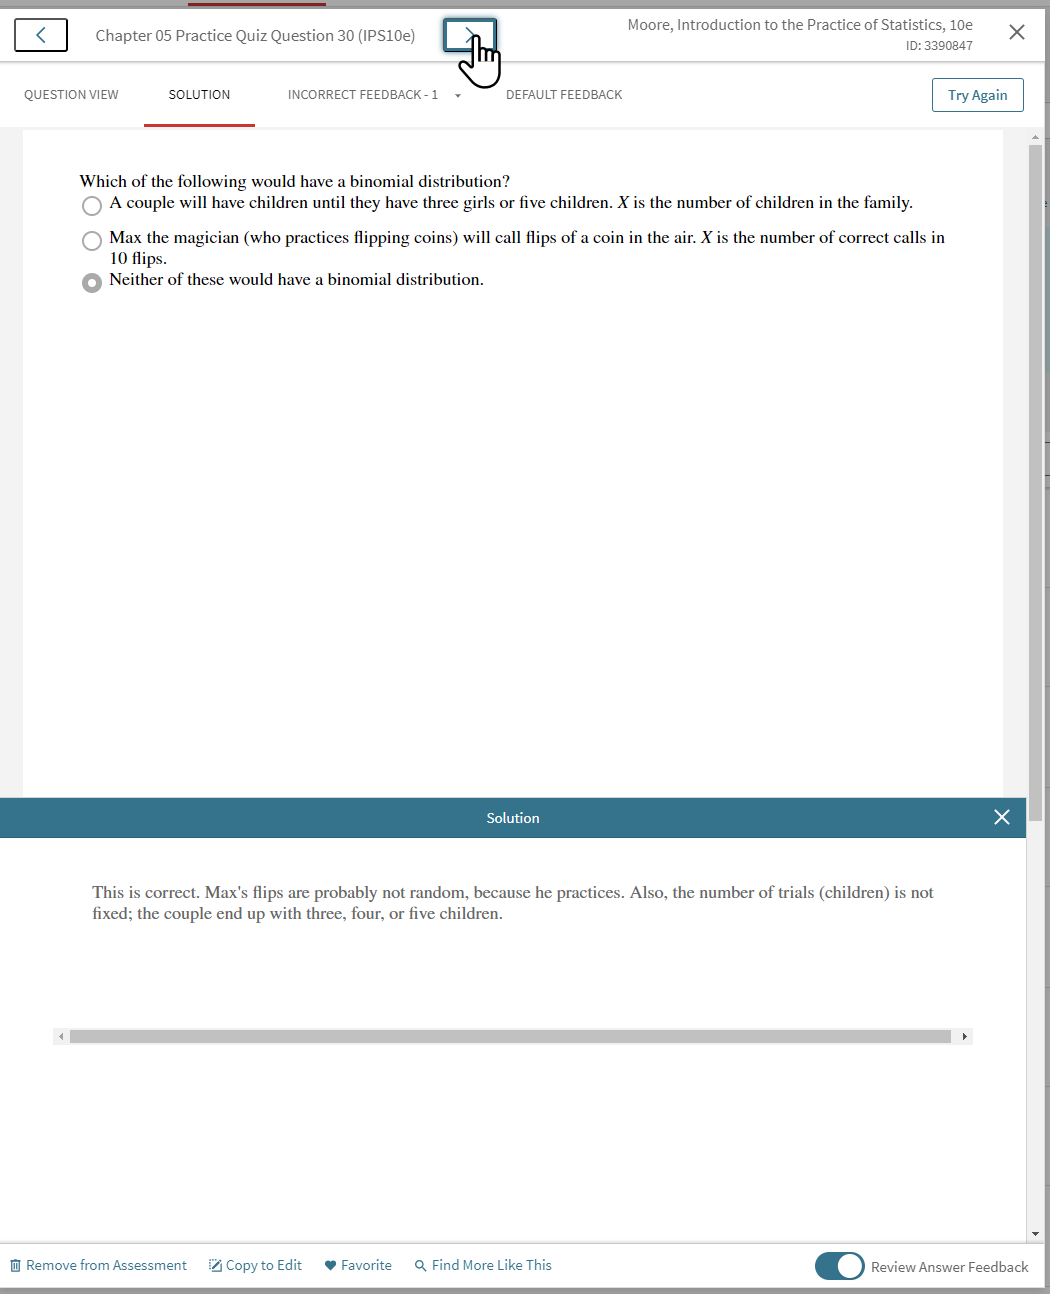 Chapter 05 Practice Quiz Question 30 (IPS10e)
Moore, Introduction to the Practice of Statistics, 10e
ID: 3390847
QUESTION VIEW
SOLUTION
INCORRECT FEEDBACK - 1
DEFAULT FEEDBACK
Try Again
Which of the following would have a binomial distribution?
A couple will have children until they have three girls or five children. X is the number of children in the family.
Max the magician (who practices flipping coins) will call flips of a coin in the air. X is the number of correct calls in
10 flips.
Neither of these would have a binomial distribution.
Solution
This is correct. Max's flips are probably not random, because he practices. Also, the number of trials (children) is not
fixed; the couple end up with three, four, or five children.
Remove from Assessment
Copy to Edit
Favorite
Find More Like This
Review Answer Feedback